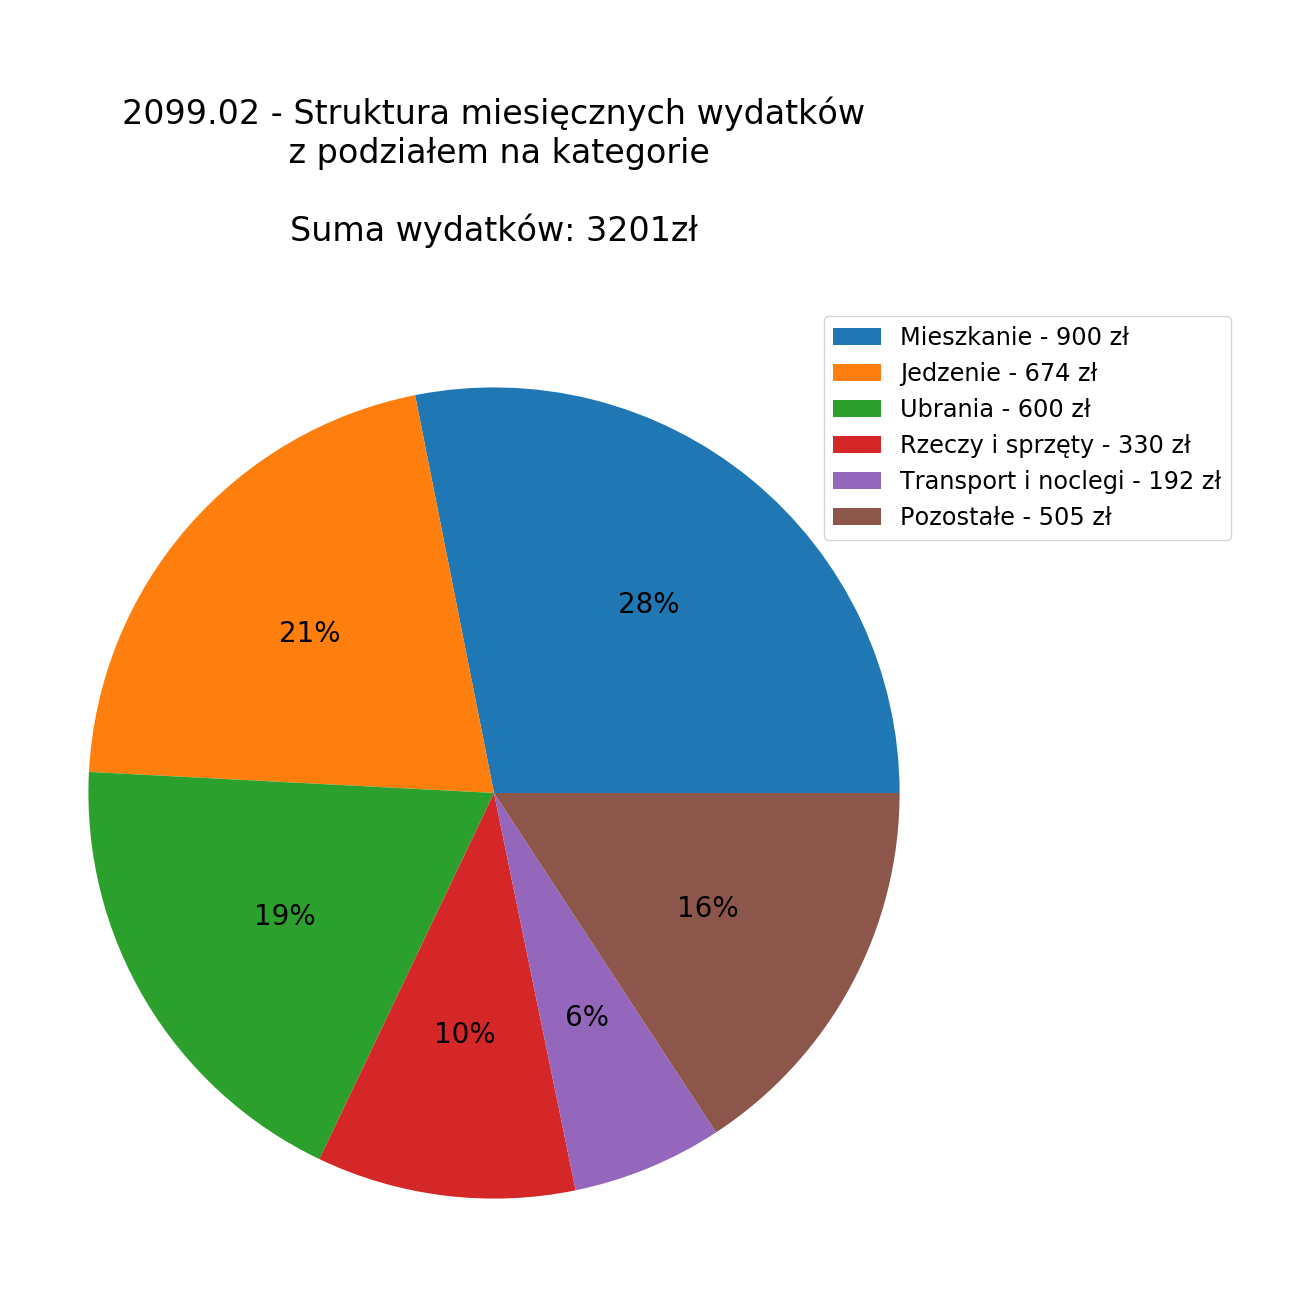 2099.02 - Struktura miesięcznych wydatków
z podziałem na kategorie
Suma wydatków: 3201zł
Mieszkanie - 900 zł
Jedzenie - 674 zł
Ubrania - 600 zł
Rzeczy i sprzęty - 330 zł
Transport i noclegi - 192 zł
Pozostałe - 505 zł
28%
21%
19%
16%
10%
6%